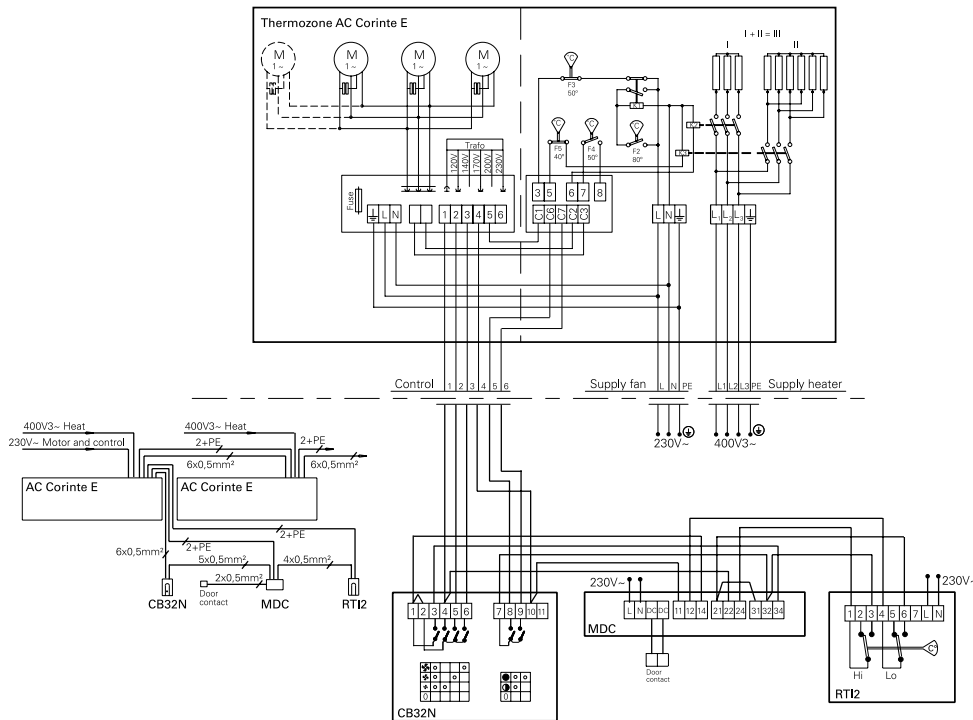 Thermozone AC Corinte E
M M M M
1 ~ 1 ~ 1 ~ 1 ~
I I + II = III II
C
F3
50°
K1
K2
K3
C C C
F5 F4 F2
40° 50° 80°
Trafo
120V 140V 170V 200V 230V
Fuse
3 5 6 7 8
L N 1 2 3 4 5 6
C1 C6 C7 C2 C3
L N
L1 L2 L3
Control 1 2 3 4 5 6
Supply fan L N PE
L1 L2 L3 PE Supply heater
230V~ 400V3~
400V3~ Heat 400V3~ Heat
230V~ Motor and control
2+PE 2+PE
6x0,5mm² 6x0,5mm²
AC Corinte E AC Corinte E
2+PE
6x0,5mm² 2+PE
5x0,5mm² 4x0,5mm²
2x0,5mm²
Door
contact
CB32N MDC RTI2
1 2 3 4 5 6 7 8 9 10 11
0
0
CB32N
230V~
L N DC DC 11 12 14 21 22 24 31 32 34
MDC
Door
contact
230V~
1 2 3 4 5 6 7 L N
C°
Hi Lo
RTI2